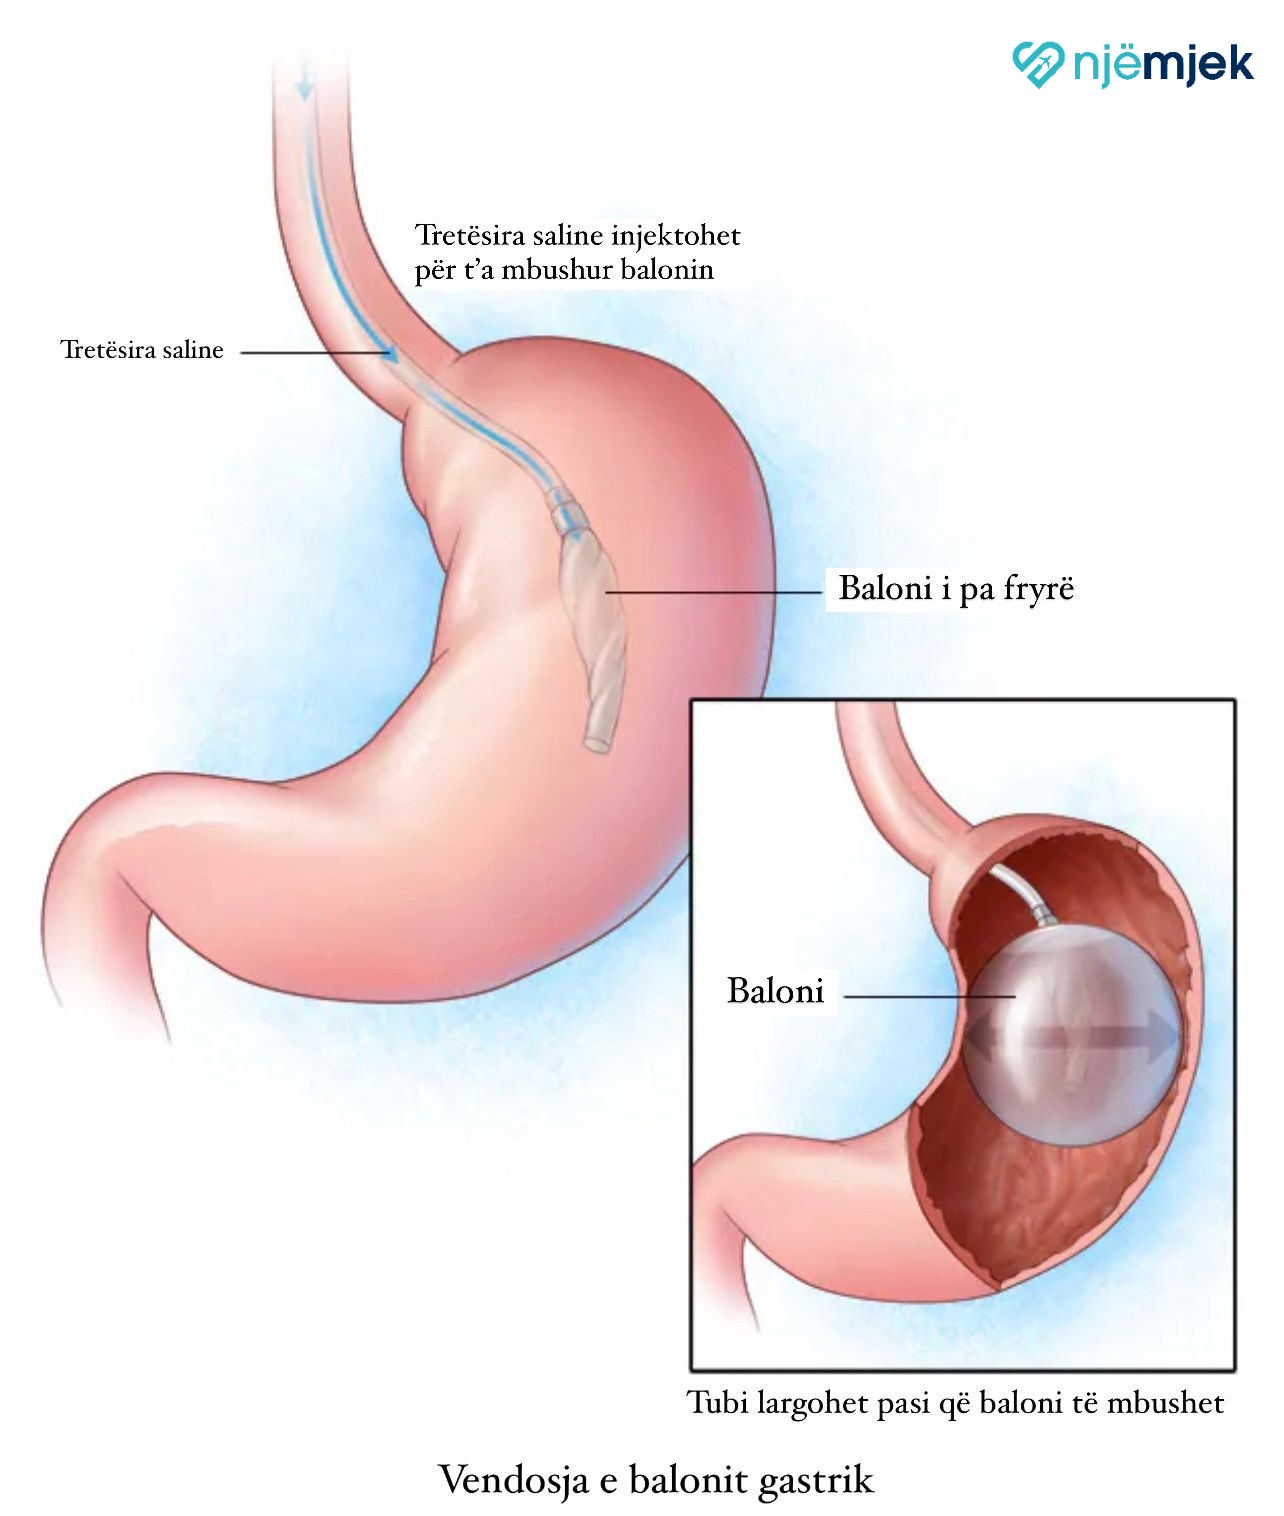 njëmjek
Tretësira saline injektohet
për t'a mbushur balonin
Tretësira saline
Baloni i pa fryrë
Baloni
Tubi largohet pasi që baloni të mbushet
Vendosja e balonit gastrik